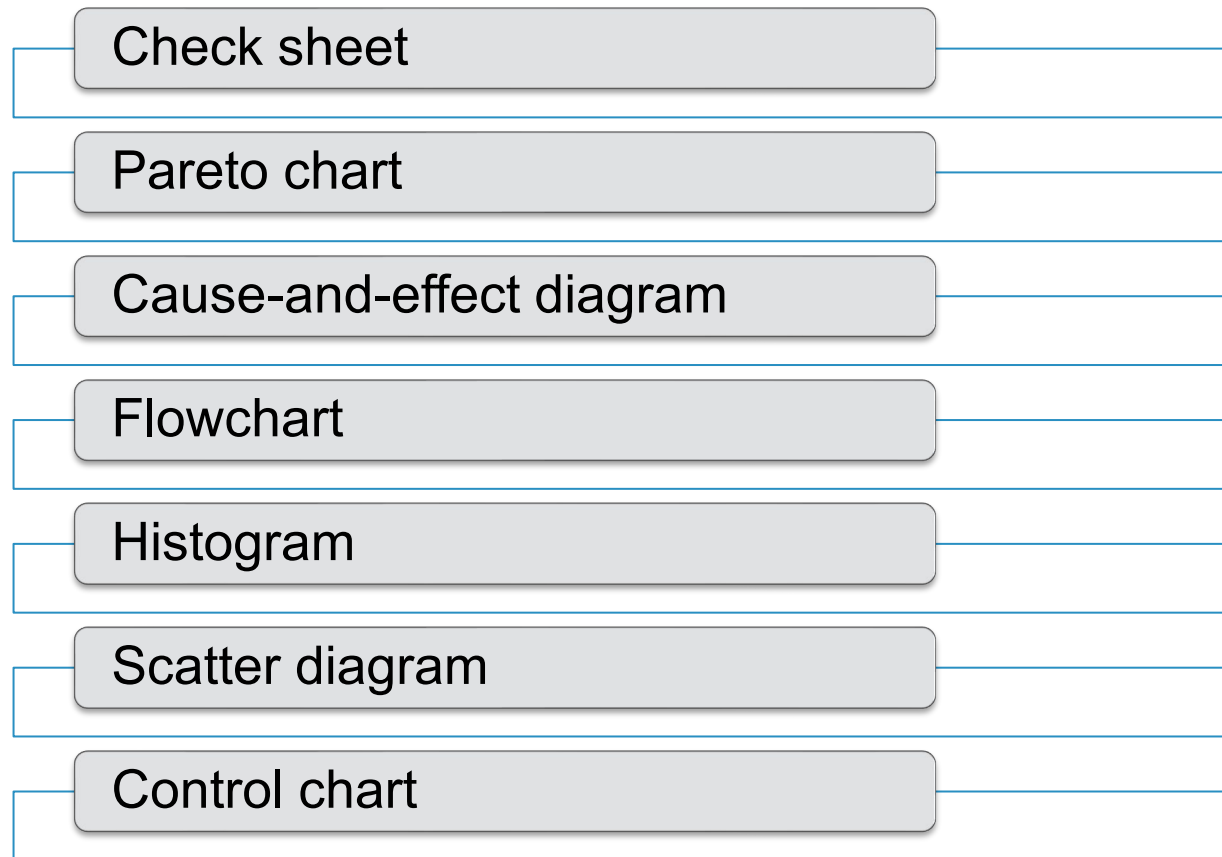 Check sheet
Pareto chart
Cause-and-effect diagram
Flowchart
Histogram
Scatter diagram
Control chart